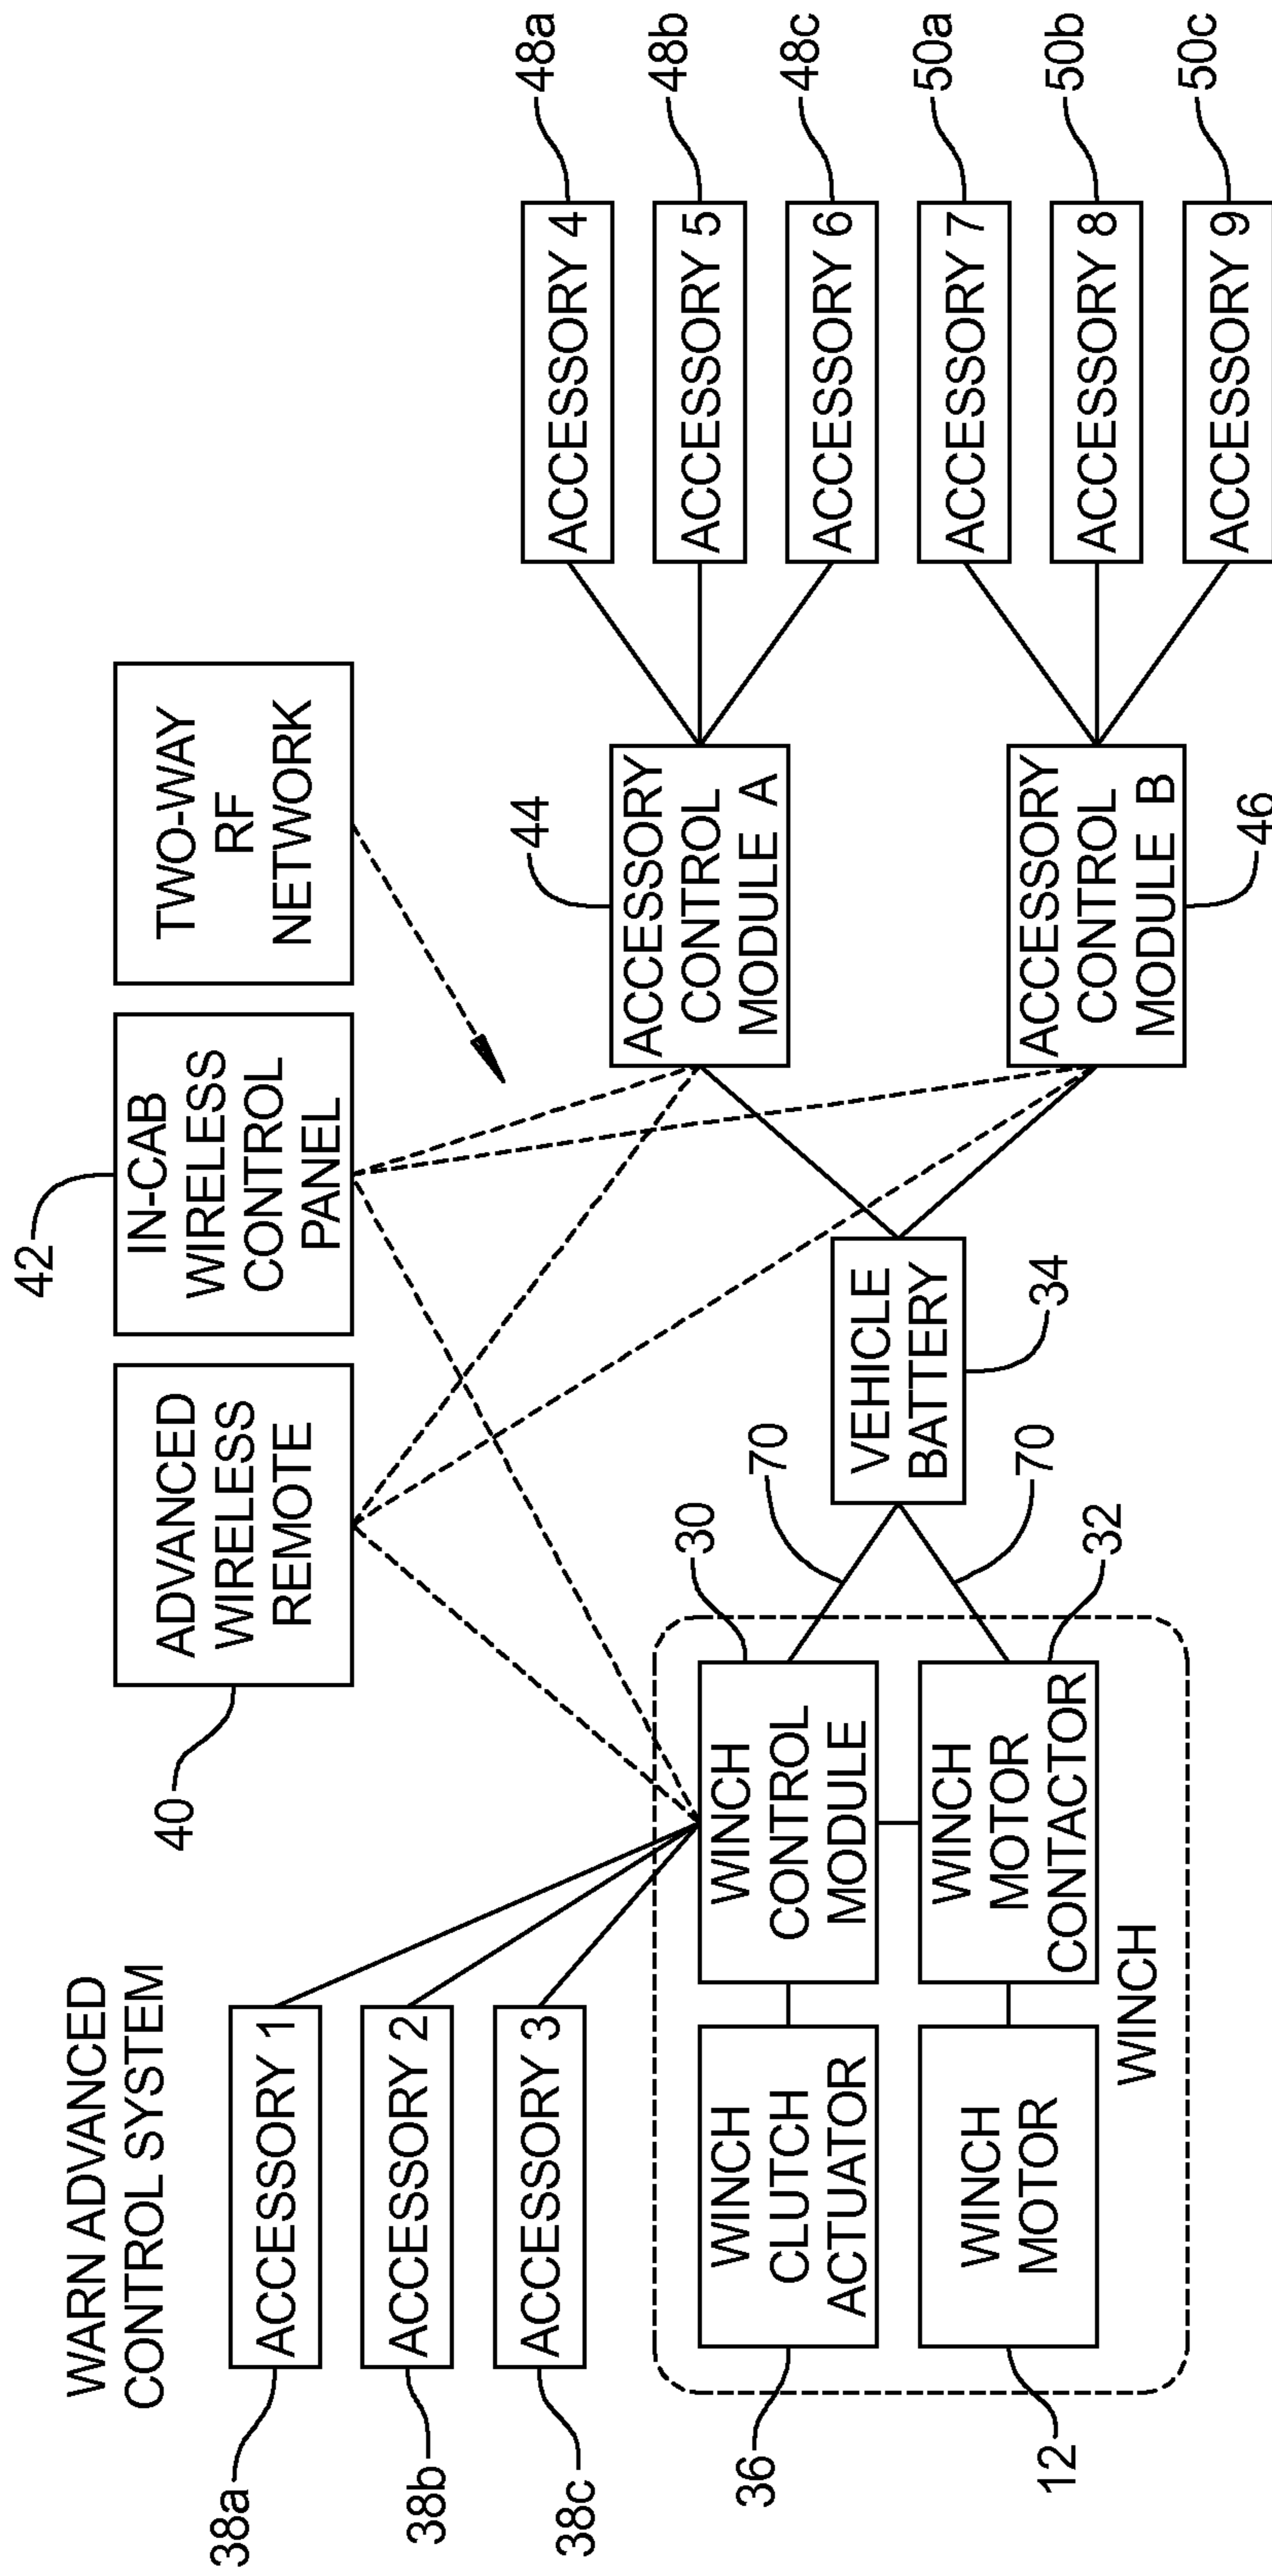 WARN ADVANCED
CONTROL SYSTEM
38a
ACCESSORY 1
38b
ACCESSORY 2
38c
ACCESSORY 3
40
ADVANCED
WIRELESS
REMOTE
42
IN-CAB
WIRELESS
CONTROL
PANEL
TWO-WAY
RF
NETWORK
36
WINCH
CLUTCH
ACTUATOR
30
WINCH
CONTROL
MODULE
12
WINCH
MOTOR
32
WINCH
MOTOR
CONTACTOR
WINCH
70
70
VEHICLE
BATTERY
34
44
ACCESSORY
CONTROL
MODULE A
ACCESSORY
CONTROL
MODULE B
46
ACCESSORY 4
48a
ACCESSORY 5
48b
ACCESSORY 6
48c
ACCESSORY 7
50a
ACCESSORY 8
50b
ACCESSORY 9
50c